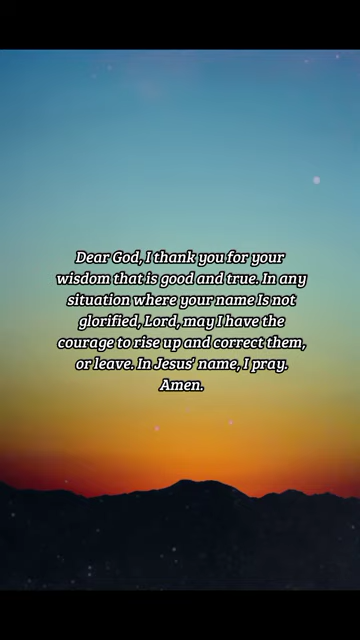 Dear God, I thank you for your
wisdom that is good and true. In any
situation where your name Is not
glorified, Lord, may I have the
courage to rise up and correct them,
or leave. In Jesus' name, I pray.
Amen.